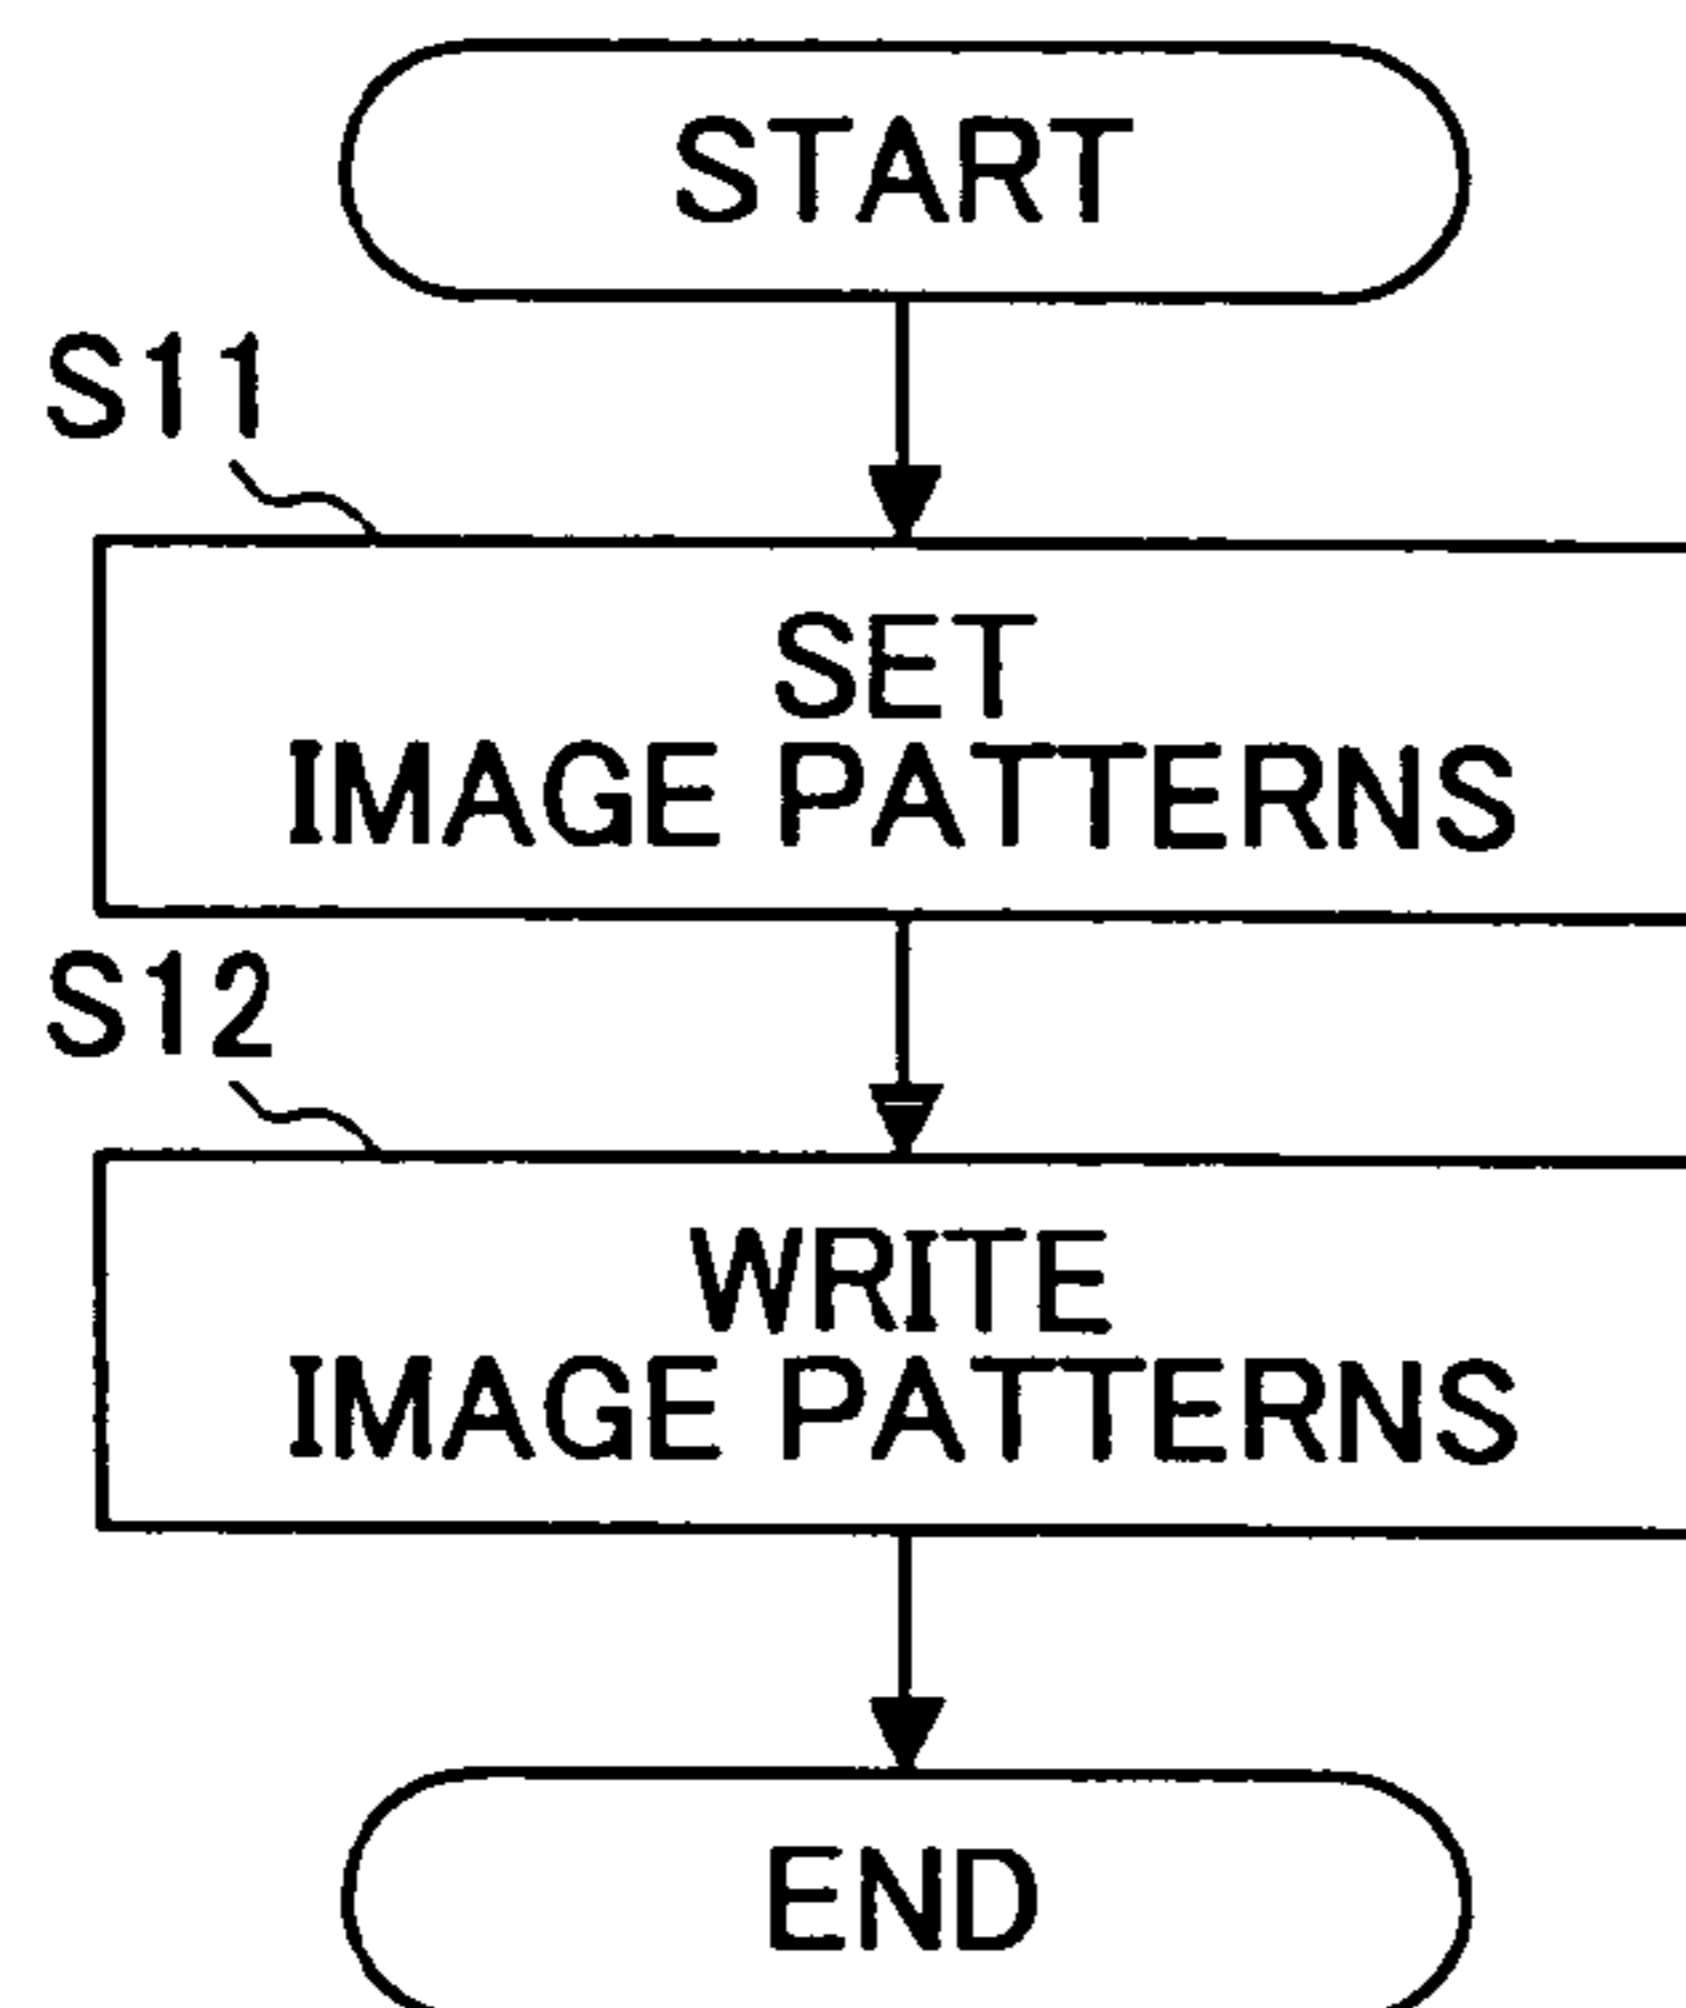 START
S11
SET
IMAGE PATTERNS
S12
WRITE
IMAGE PATTERNS
END